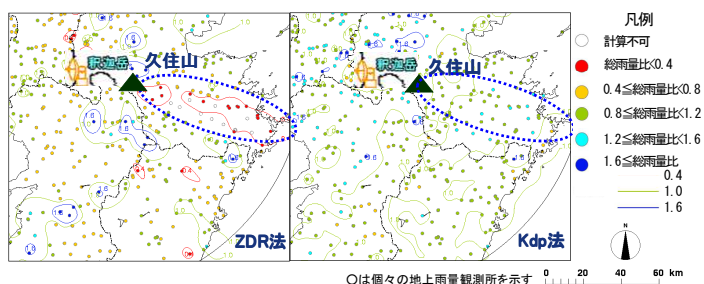 久住山
釈迦岳
ZDR法
久住山
釈迦岳
Kdp法
凡例
計算不可
総雨量比<0.4
0.4≦総雨量比<0.8
0.8≦総雨量比<1.2
1.2≦総雨量比<1.6
1.6≦総雨量比
0.4
1.0
1.6
N
〇は個々の地上雨量観測所を示す
0 20 40 60 km